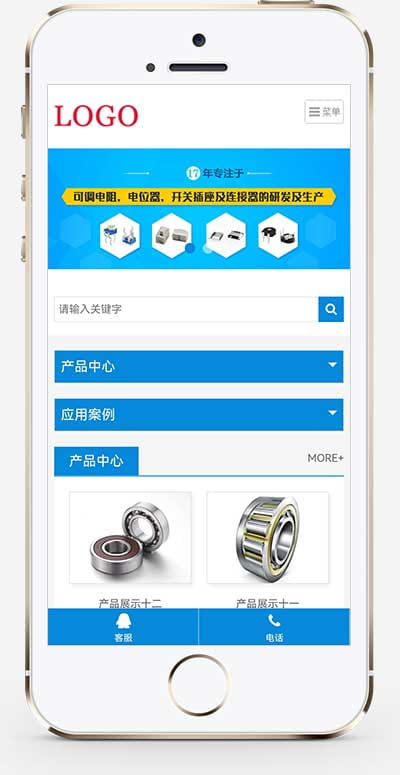 LOGO
菜单
17年专注于
可调电阻，电位器，开关插座及连接器的研发及生产
请输入关键字
产品中心
应用案例
产品中心
MORE+
产品展示十二
产品展示十一
客服
电话